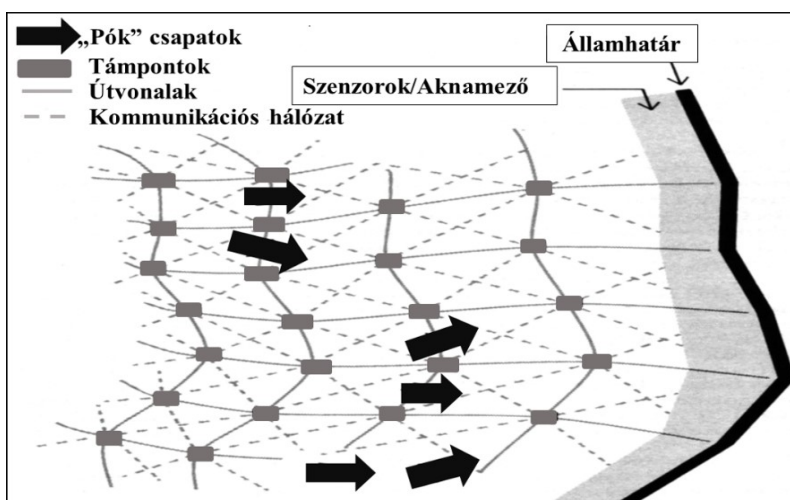 „Pók” csapatok
Támpontok
Útvonalak
Kommunikációs hálózat
Államhatár
Szenzorok/Aknamező